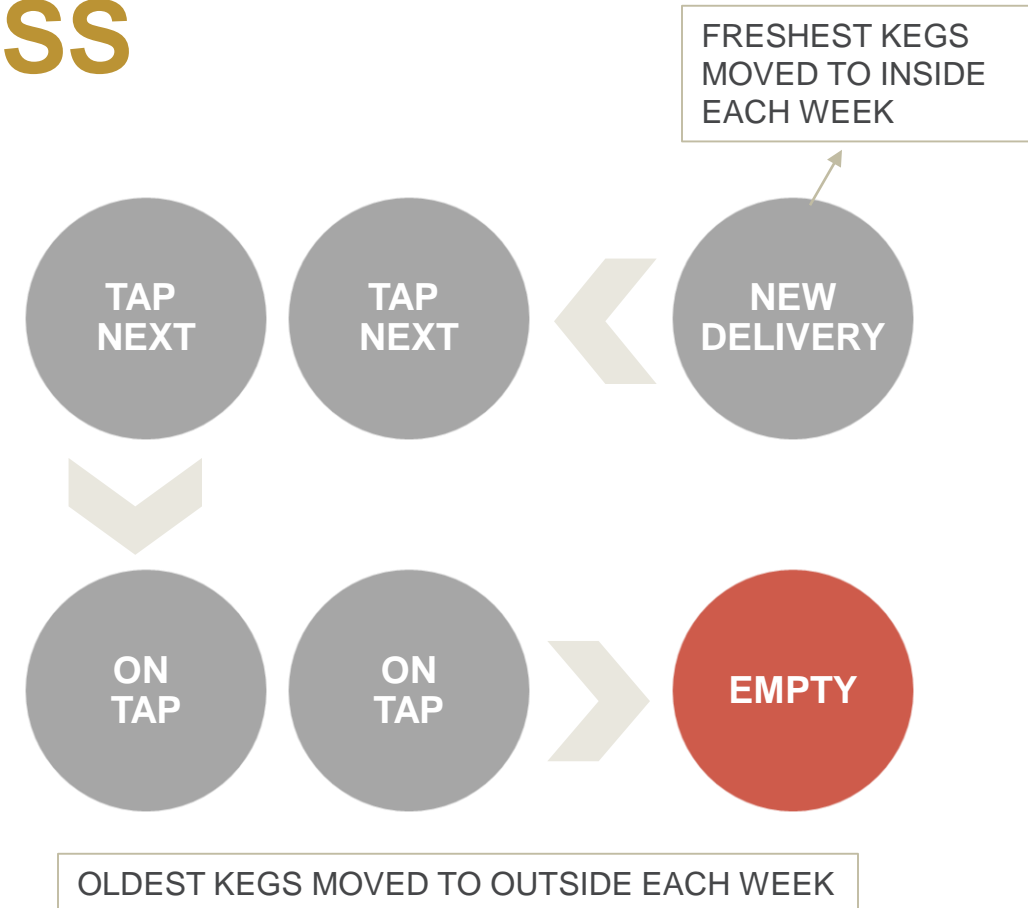 SS
FRESHEST KEGS
MOVED TO INSIDE
EACH WEEK
TAP
NEXT
TAP
NEXT
NEW
DELIVERY
ON
TAP
ON
TAP
EMPTY
OLDEST KEGS MOVED TO OUTSIDE EACH WEEK